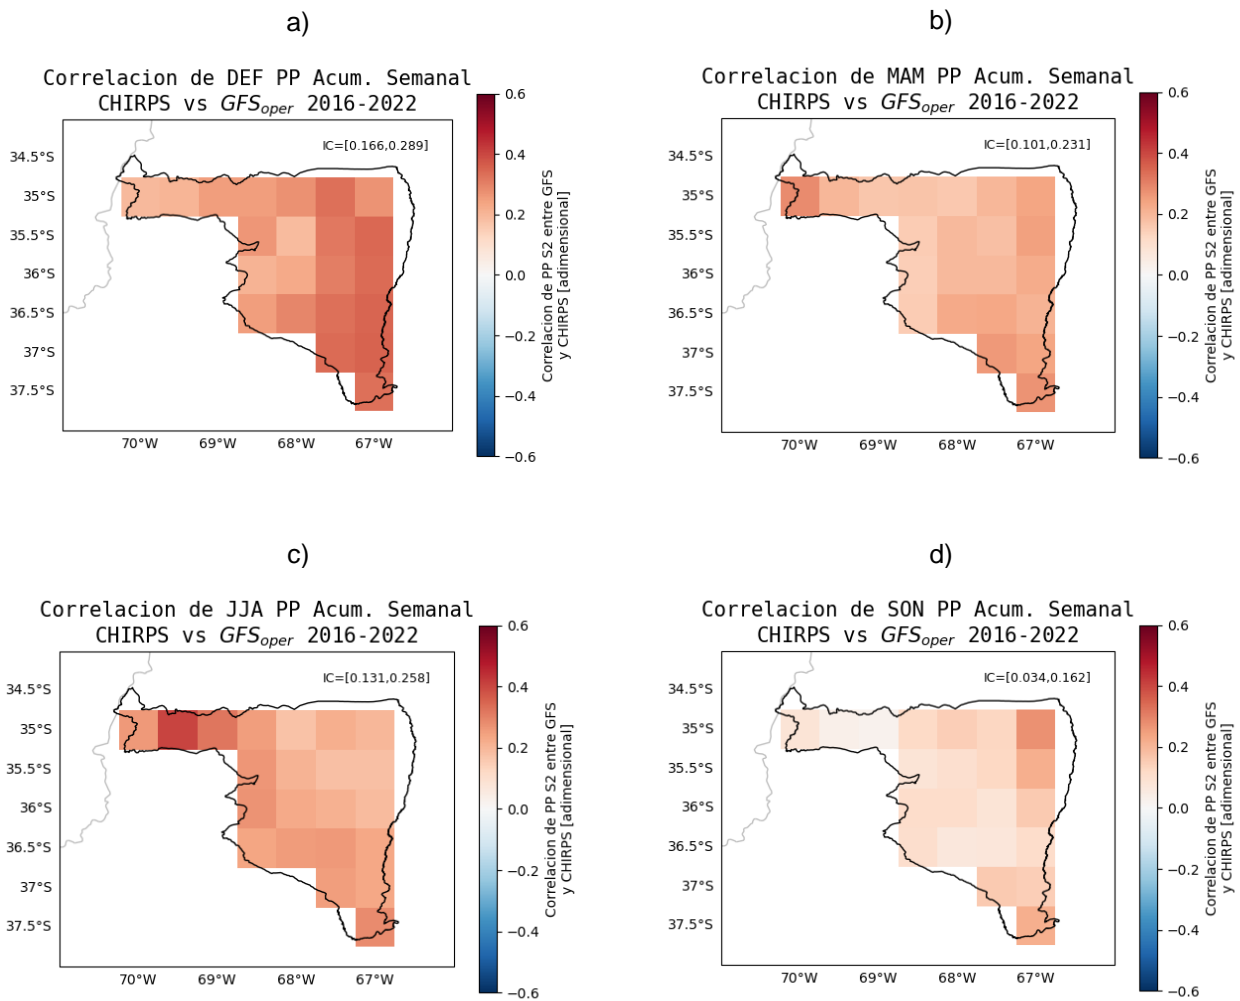 a)
Correlacion de DEF PP Acum. Semanal
CHIRPS vs GFSoper 2016-2022
IC=[0.166,0.289]
34.5°S
35°S
35.5°S
36°S
36.5°S
37°S
37.5°S
70°W
69°W
68°W
67°W
0.6
0.4
0.2
0.0
−0.2
−0.4
−0.6
Correlacion de PP S2 entre GFS
y CHIRPS [adimensional]
b)
Correlacion de MAM PP Acum. Semanal
CHIRPS vs GFSoper 2016-2022
IC=[0.101,0.231]
34.5°S
35°S
35.5°S
36°S
36.5°S
37°S
37.5°S
70°W
69°W
68°W
67°W
0.6
0.4
0.2
0.0
−0.2
−0.4
−0.6
Correlacion de PP S2 entre GFS
y CHIRPS [adimensional]
c)
Correlacion de JJA PP Acum. Semanal
CHIRPS vs GFSoper 2016-2022
IC=[0.131,0.258]
34.5°S
35°S
35.5°S
36°S
36.5°S
37°S
37.5°S
70°W
69°W
68°W
67°W
0.6
0.4
0.2
0.0
−0.2
−0.4
−0.6
Correlacion de PP S2 entre GFS
y CHIRPS [adimensional]
d)
Correlacion de SON PP Acum. Semanal
CHIRPS vs GFSoper 2016-2022
IC=[0.034,0.162]
34.5°S
35°S
35.5°S
36°S
36.5°S
37°S
37.5°S
70°W
69°W
68°W
67°W
0.6
0.4
0.2
0.0
−0.2
−0.4
−0.6
Correlacion de PP S2 entre GFS
y CHIRPS [adimensional]